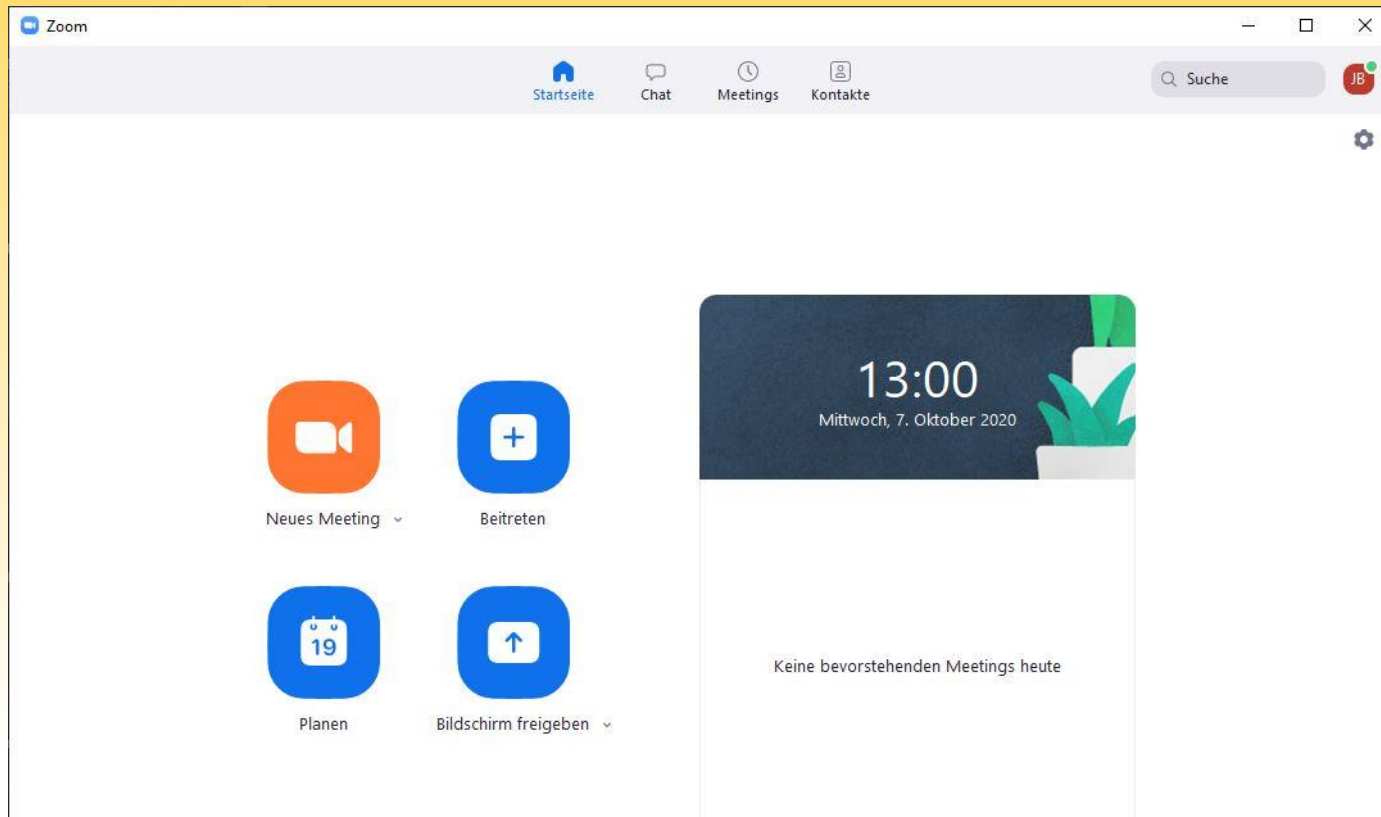 Zoom
Startseite
Chat
Meetings
Kontakte
Suche
JB
13:00
Mittwoch, 7. Oktober 2020
Neues Meeting
Beitreten
19
Planen
Bildschirm freigeben
Keine bevorstehenden Meetings heute